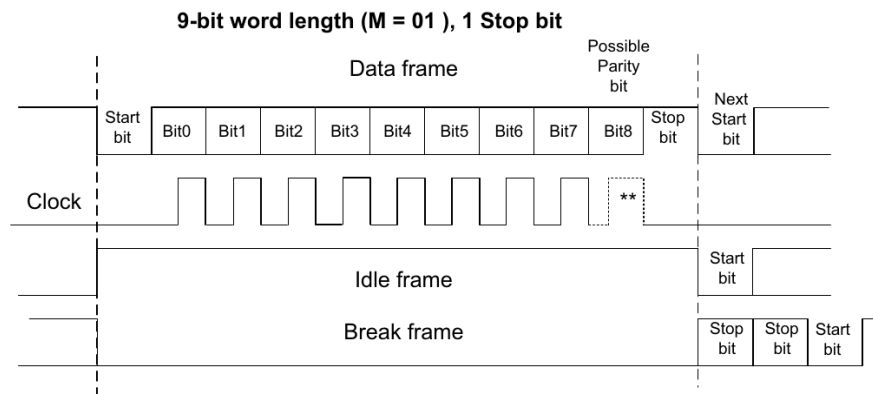 9-bit word length (M = 01 ), 1 Stop bit
Data frame
Possible
Parity
bit
Start
bit
Bit0
Bit1
Bit2
Bit3
Bit4
Bit5
Bit6
Bit7
Bit8
Stop
bit
Next
Start
bit
Clock
**
Idle frame
Start
bit
Break frame
Stop
bit
Stop
bit
Start
bit